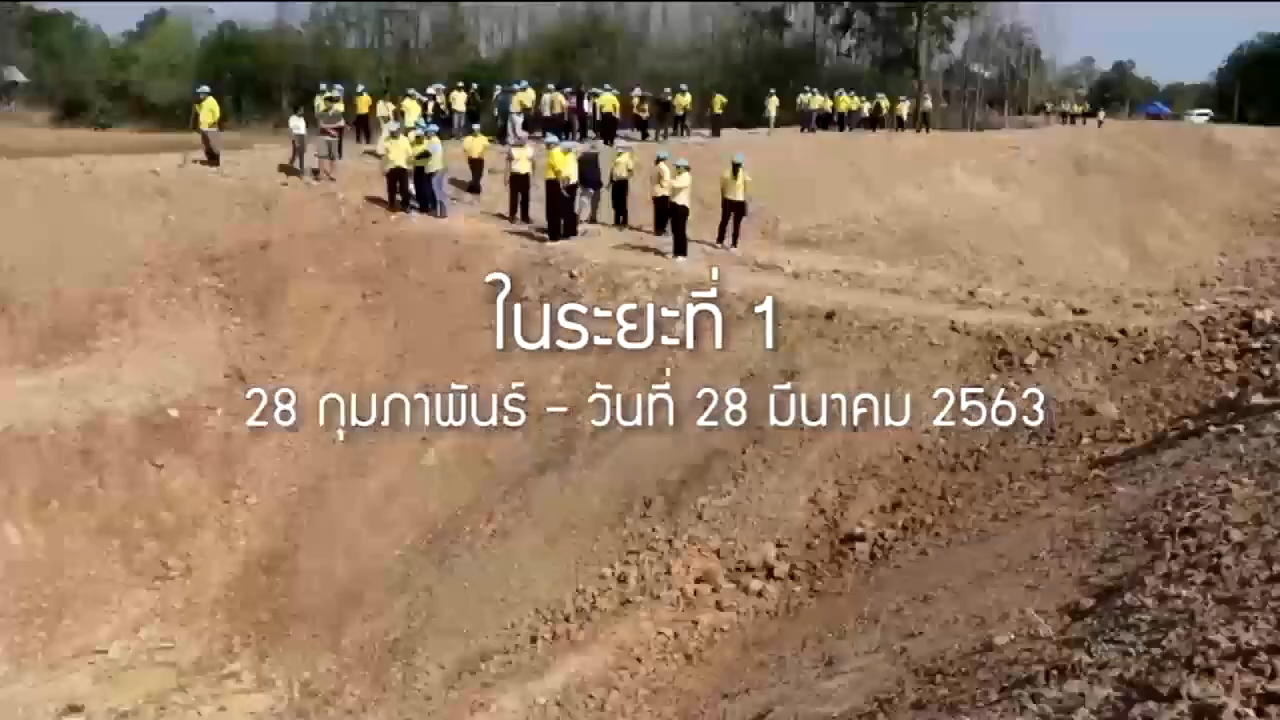 ในระยะที่ 1
28 กุมภาพันธ์ - วันที่ 28 มีนาคม 2563